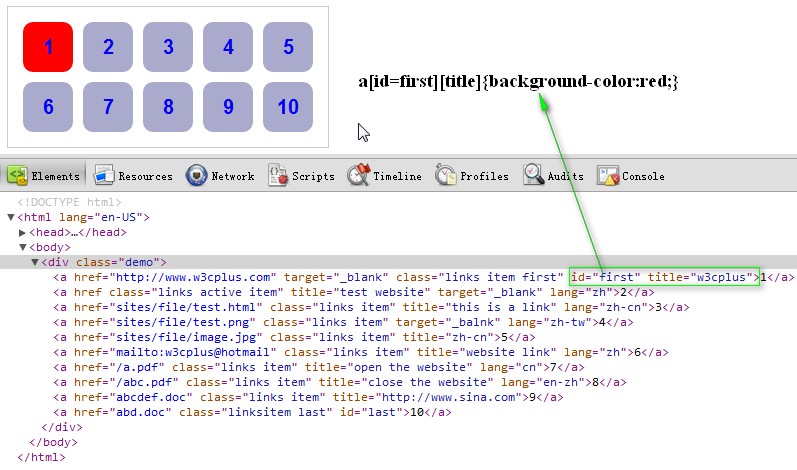 1 2 3 4 5
a[id=first][title]{background-color:red;}
6 7 8 9 10
Elements Resources Network Scripts Timeline Profiles Audits Console
<!DOCTYPE html>
<html lang="en-US">
<head>…</head>
<body>
<div class="demo">
<a href="http://www.w3cplus.com" target="_blank" class="links item first" id="first" title="w3cplus">1</a>
<a href class="links active item" title="test website" target="_blank" lang="zh">2</a>
<a href="sites/file/test.html" class="links item" title="this is a link" lang="zh-cn">3</a>
<a href="sites/file/test.png" class="links item" target="_balnk" lang="zh-tw">4</a>
<a href="sites/file/image.jpg" class="links item" title="zh-cn">5</a>
<a href="mailto:w3cplus@hotmail" class="links item" title="website link" lang="zh">6</a>
<a href="/a.pdf" class="links item" title="open the website" lang="cn">7</a>
<a href="/abc.pdf" class="links item" title="close the website" lang="en-zh">8</a>
<a href="abcdef.doc" class="links item" title="http://www.sina.com">9</a>
<a href="abd.doc" class="linksitem last" id="last">10</a>
</div>
</body>
</html>